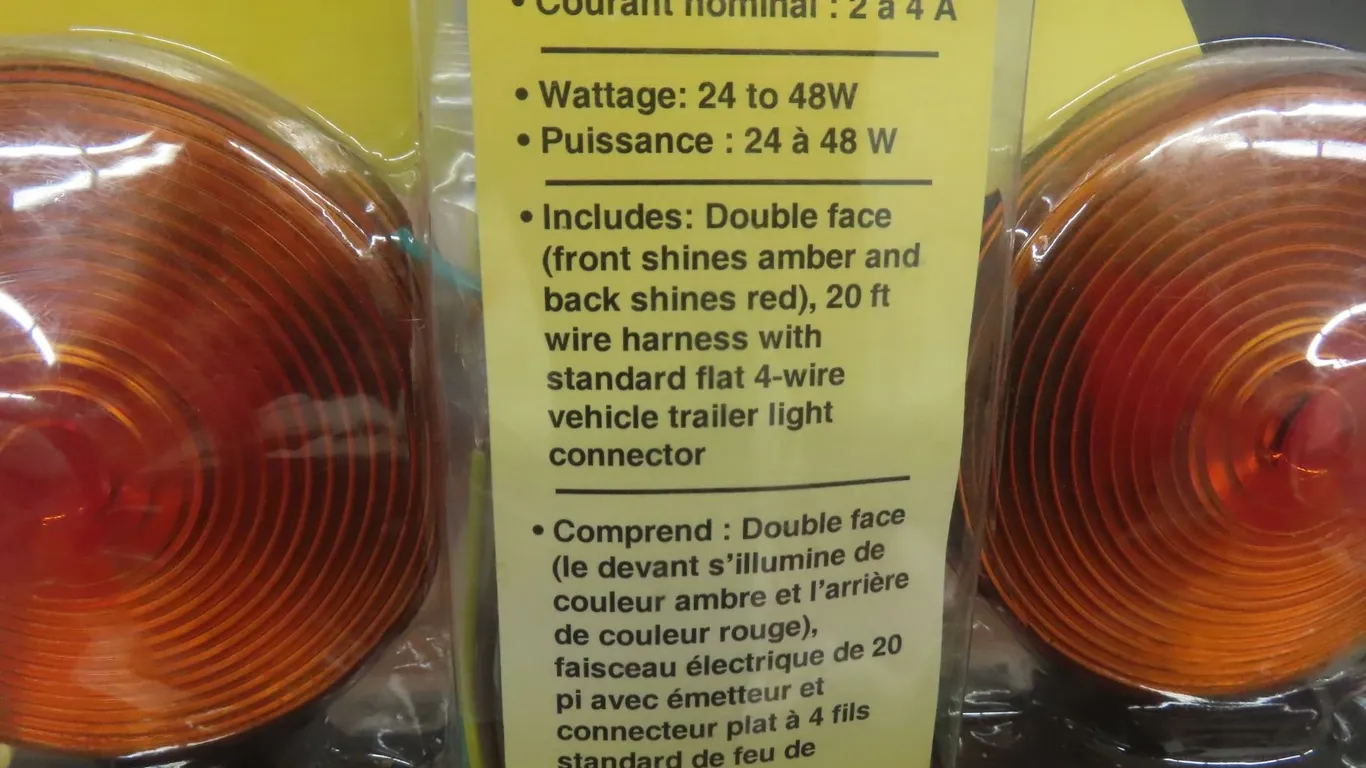 • Courant nominal : 2 à 4 A
• Wattage: 24 to 48W
• Puissance : 24 à 48 W
• Includes: Double face
(front shines amber and
back shines red), 20 ft
wire harness with
standard flat 4-wire
vehicle trailer light
connector
• Comprend : Double face
(le devant s’illumine de
couleur ambre et l’arrière
de couleur rouge),
faisceau électrique de 20
pi avec émetteur et
connecteur plat à 4 fils
standard de feu de